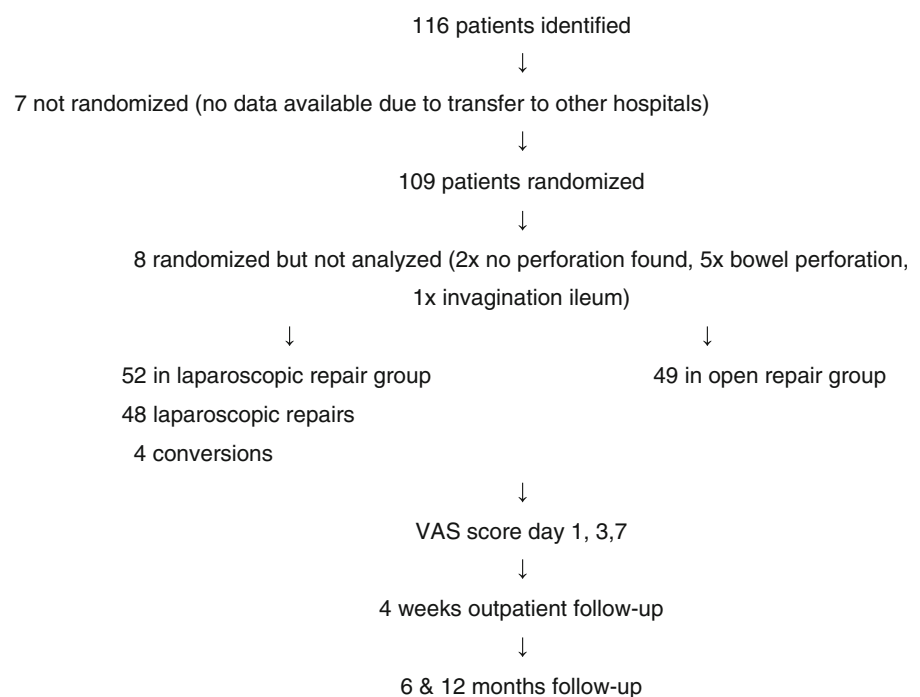 116 patients identified
↓
7 not randomized (no data available due to transfer to other hospitals)
↓
109 patients randomized
↓
8 randomized but not analyzed (2x no perforation found, 5x bowel perforation,
1x invagination ileum)
↓ ↓
52 in laparoscopic repair group 49 in open repair group
48 laparoscopic repairs
4 conversions
↓
VAS score day 1, 3,7
↓
4 weeks outpatient follow-up
↓
6 & 12 months follow-up